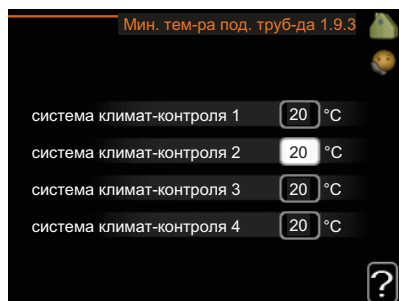 Мин. тем-ра под. труб-да 1.9.3
система климат-контроля 1 20 °C
система климат-контроля 2 20 °C
система климат-контроля 3 20 °C
система климат-контроля 4 20 °C
?